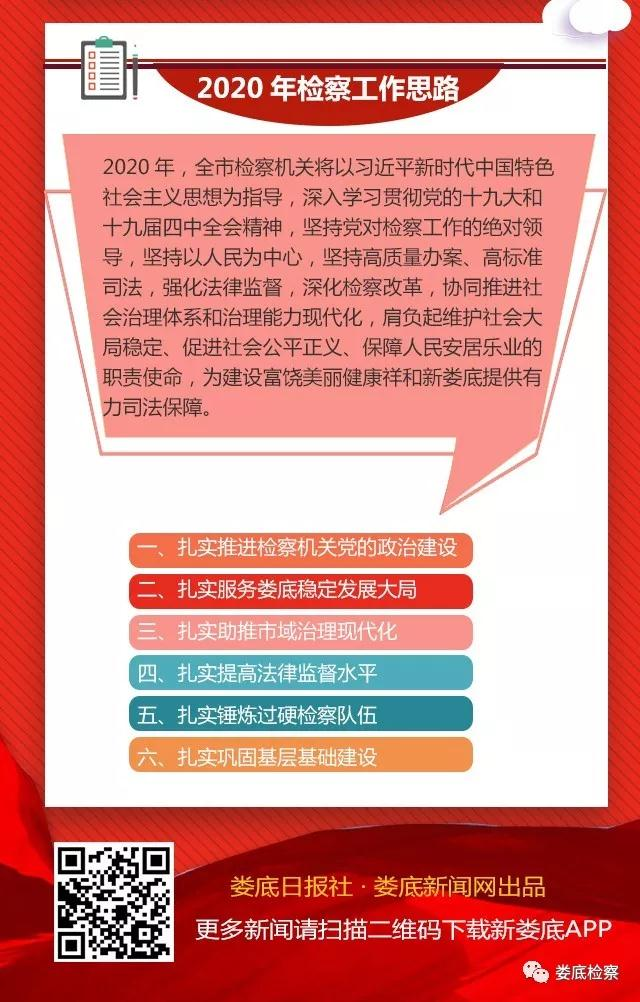 2020 年检察工作思路
2020 年，全市检察机关将以习近平新时代中国特色
社会主义思想为指导，深入学习贯彻党的十九大和
十九届四中全会精神，坚持党对检察工作的绝对领
导，坚持以人民为中心，坚持高质量办案、高标准
司法，强化法律监督，深化检察改革，协同推进社
会治理体系和治理能力现代化，肩负起维护社会大
局稳定、促进社会公平正义、保障人民安居乐业的
职责使命，为建设富饶美丽健康祥和新娄底提供有
力司法保障。
一、扎实推进检察机关党的政治建设
二、扎实服务娄底稳定发展大局
三、扎实助推市域治理现代化
四、扎实提高法律监督水平
五、扎实锤炼过硬检察队伍
六、扎实巩固基层基础建设
娄底日报社·娄底新闻网出品
更多新闻请扫描二维码下载新娄底APP
娄底检察